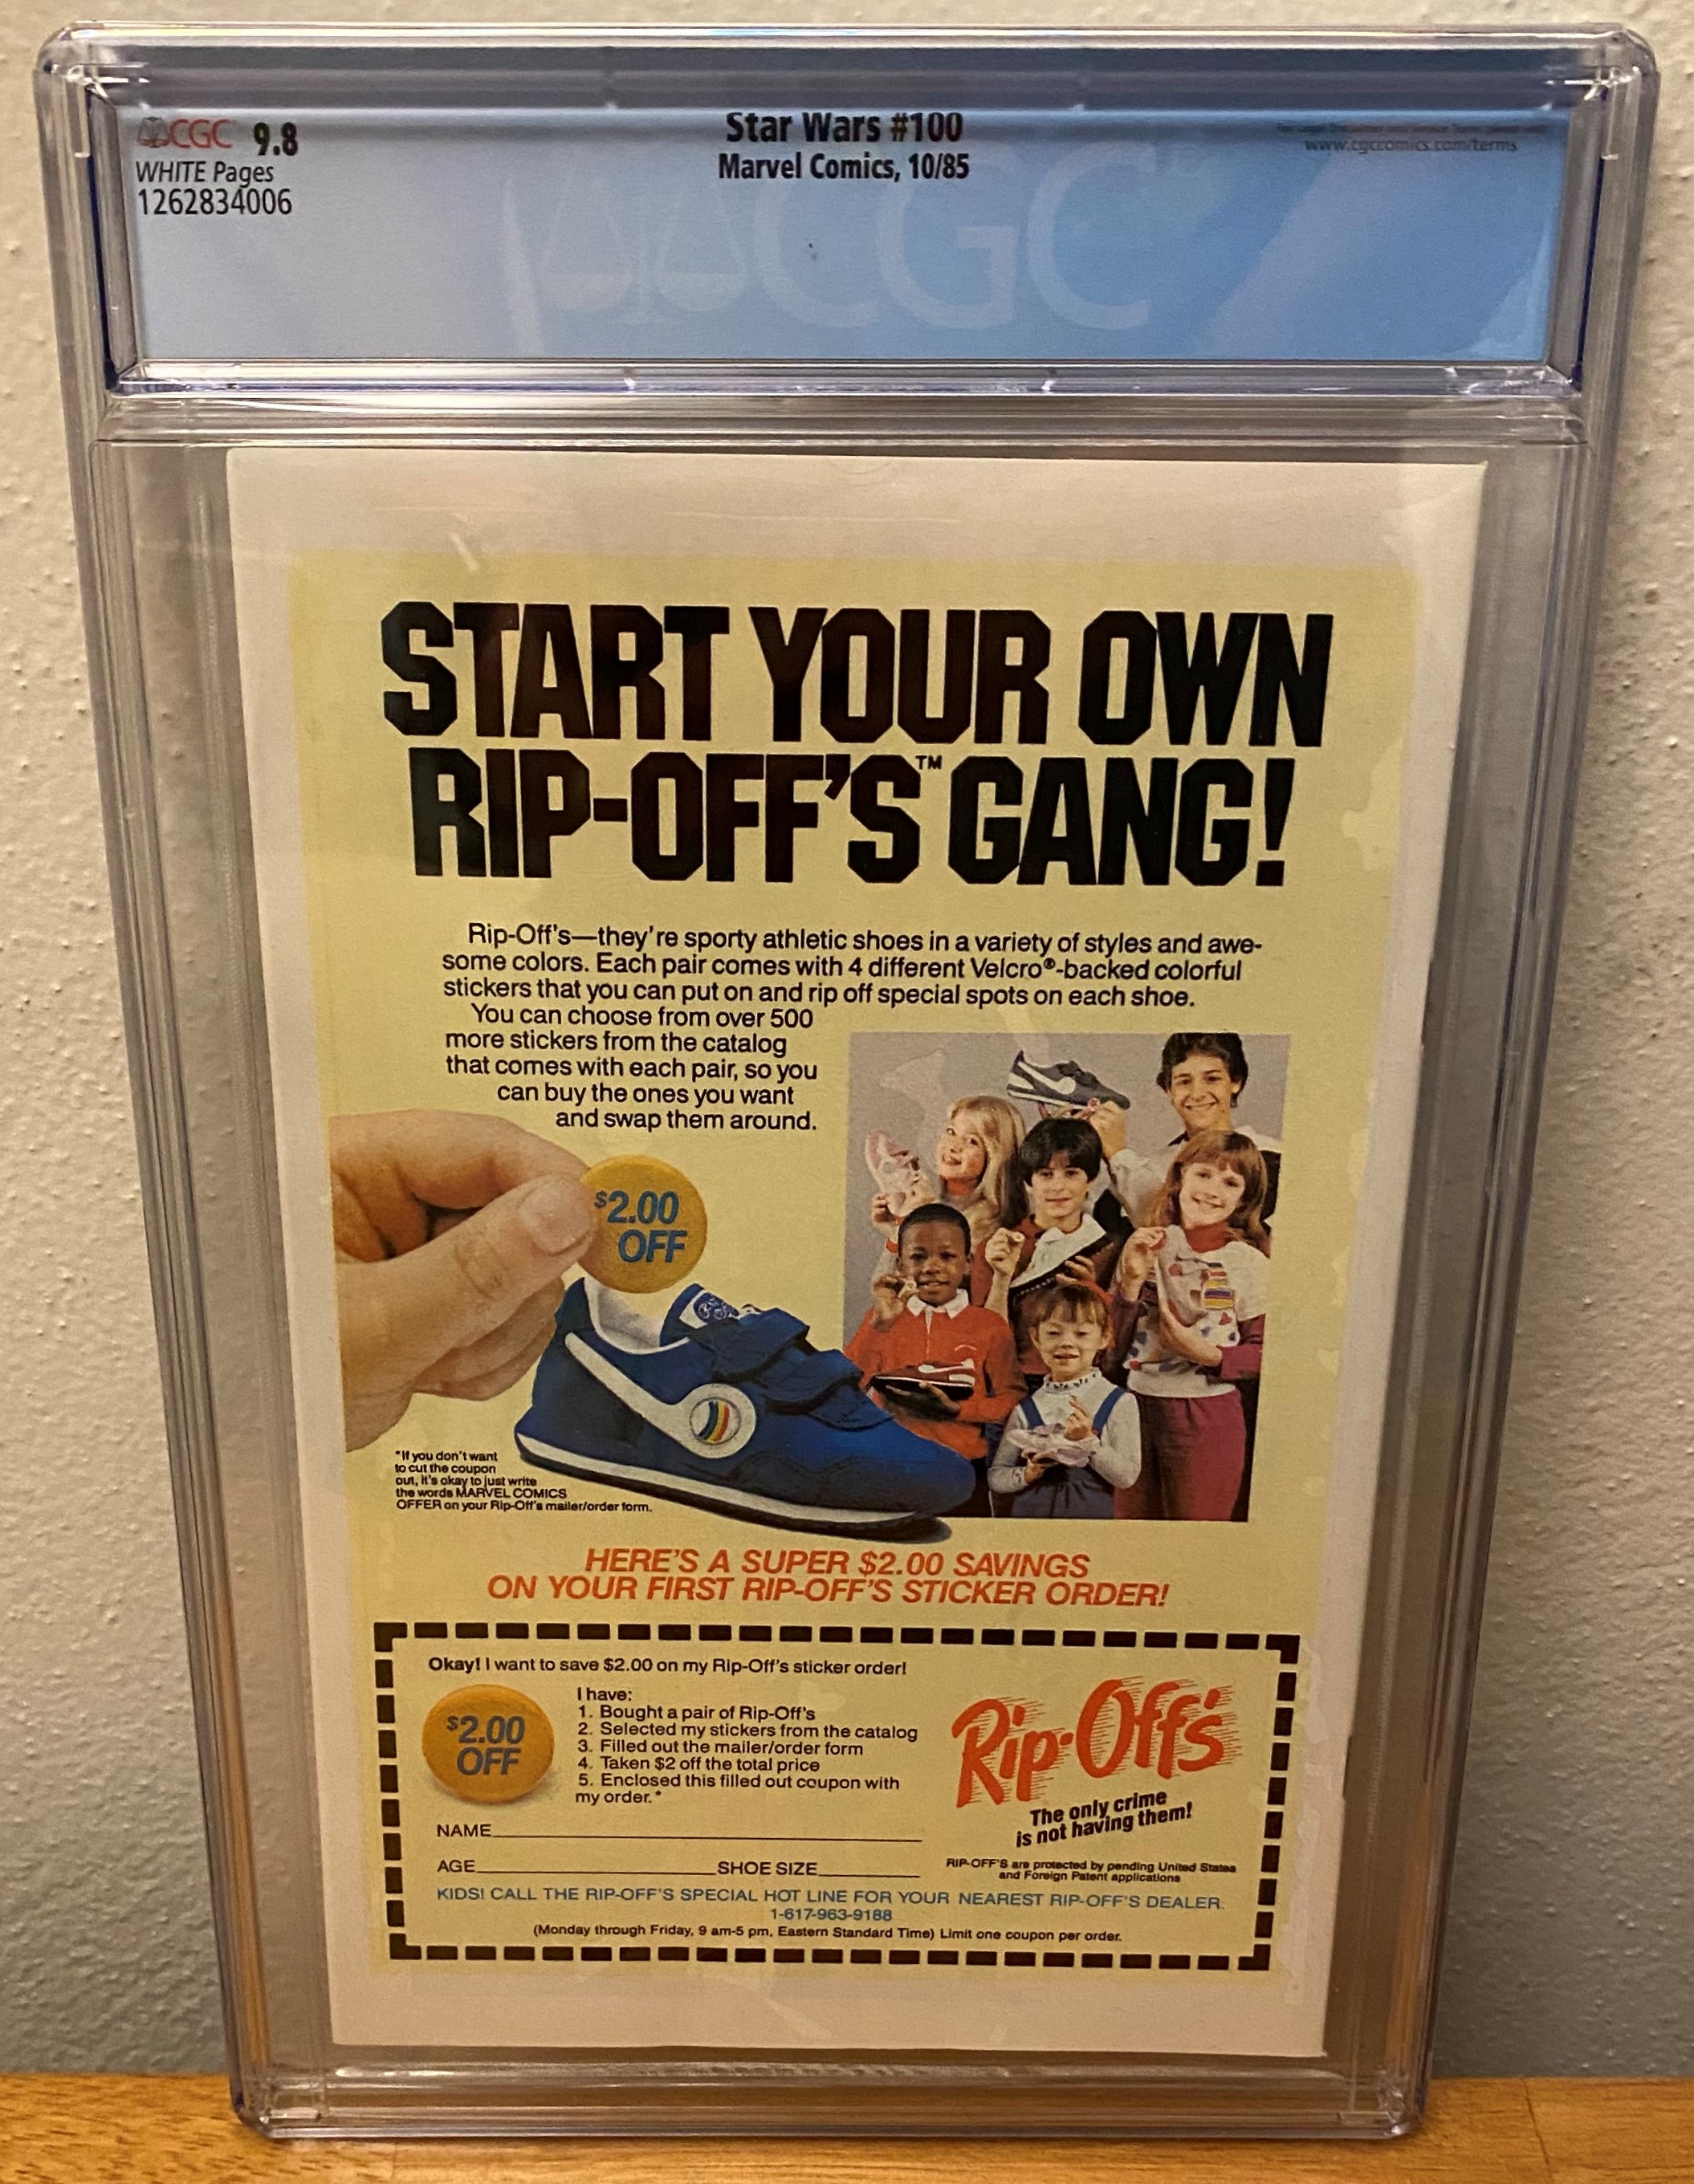 CGC 9.8
WHITE Pages
1262834006
Star Wars #100
Marvel Comics, 10/85
www.cgccomics.com/terms
CGC
START YOUR OWN
RIP-OFF'S™ GANG!
Rip-Off's—they're sporty athletic shoes in a variety of styles and awe-
some colors. Each pair comes with 4 different Velcro®-backed colorful
stickers that you can put on and rip off special spots on each shoe.
You can choose from over 500
more stickers from the catalog
that comes with each pair, so you
can buy the ones you want
and swap them around.
$2.00
OFF
*If you don't want
to cut the coupon
out, it's okay to just write
the words MARVEL COMICS
OFFER on your Rip-Off's mailer/order form.
HERE'S A SUPER $2.00 SAVINGS
ON YOUR FIRST RIP-OFF'S STICKER ORDER!
Okay! I want to save $2.00 on my Rip-Off's sticker order!
$2.00
OFF
I have:
1. Bought a pair of Rip-Off's
2. Selected my stickers from the catalog
3. Filled out the mailer/order form
4. Taken $2 off the total price
5. Enclosed this filled out coupon with
my order.*
Rip-Off's
The only crime
is not having them!
NAME
AGE SHOE SIZE
RIP-OFF'S are protected by pending United States
and Foreign Patent applications
KIDS! CALL THE RIP-OFF'S SPECIAL HOT LINE FOR YOUR NEAREST RIP-OFF'S DEALER.
1-617-963-9188
(Monday through Friday, 9 am-5 pm, Eastern Standard Time) Limit one coupon per order.